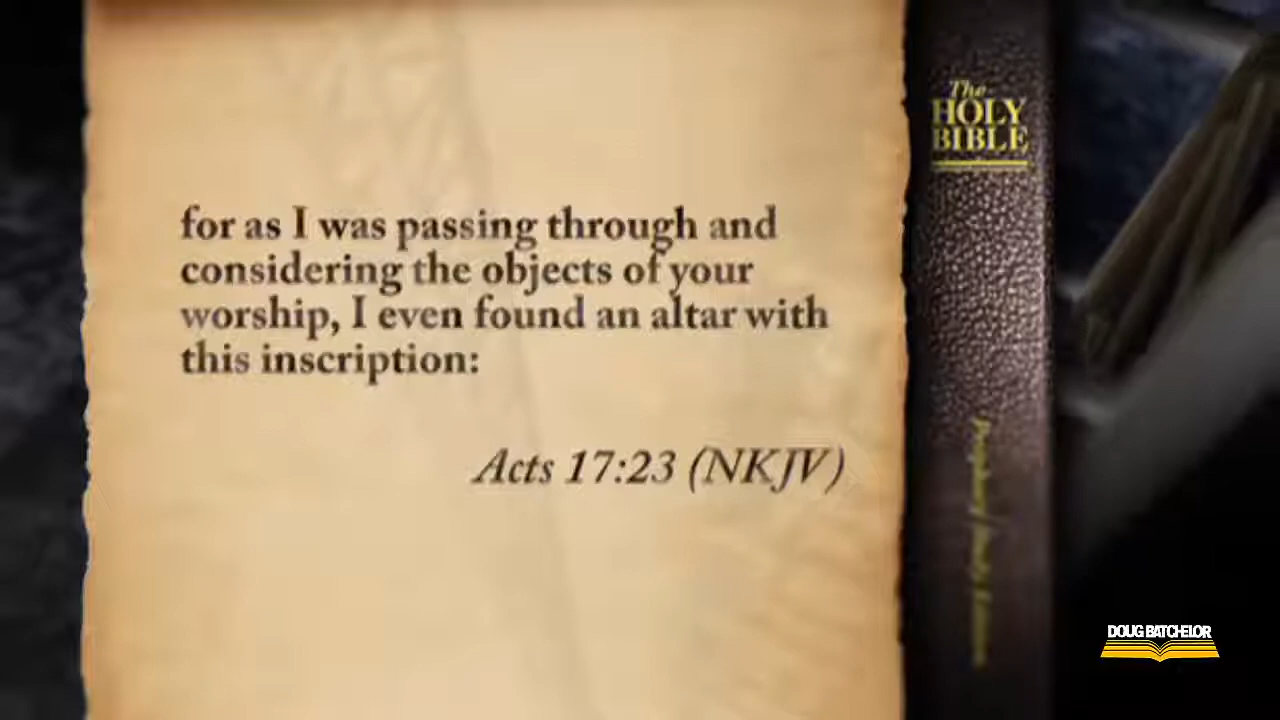 for as I was passing through and
considering the objects of your
worship, I even found an altar with
this inscription:
Acts 17:23 (NKJV)
The
HOLY
BIBLE
DOUG BATCHELOR